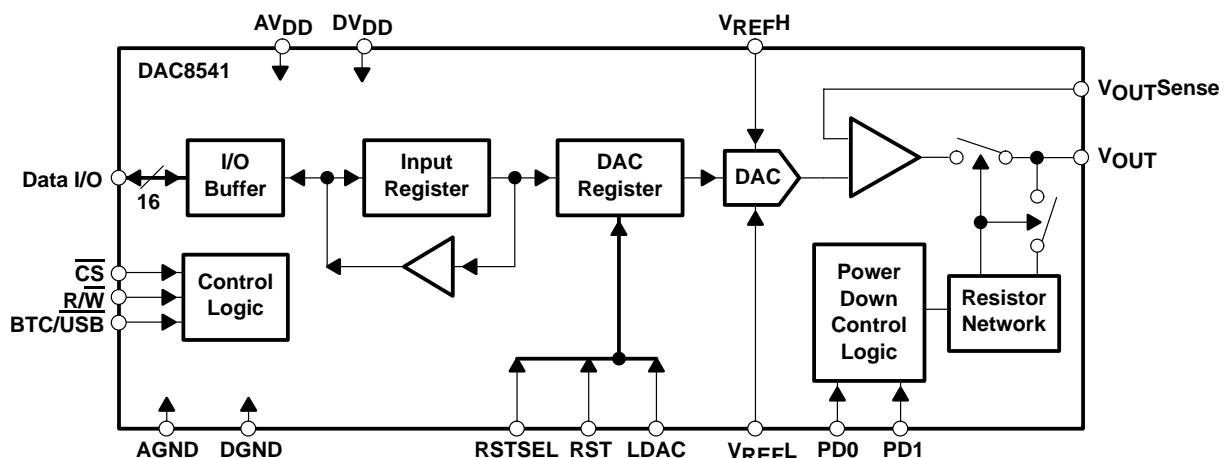 AVDD DVDD VREFH
DAC8541
VOUTSense
I/O
Buffer
Input
Register
DAC
Register
DAC
VOUT
Data I/O
16
CS
R/W
BTC/USB
Control
Logic
Power
Down
Control
Logic
Resistor
Network
AGND DGND RSTSEL RST LDAC VREFL PD0 PD1